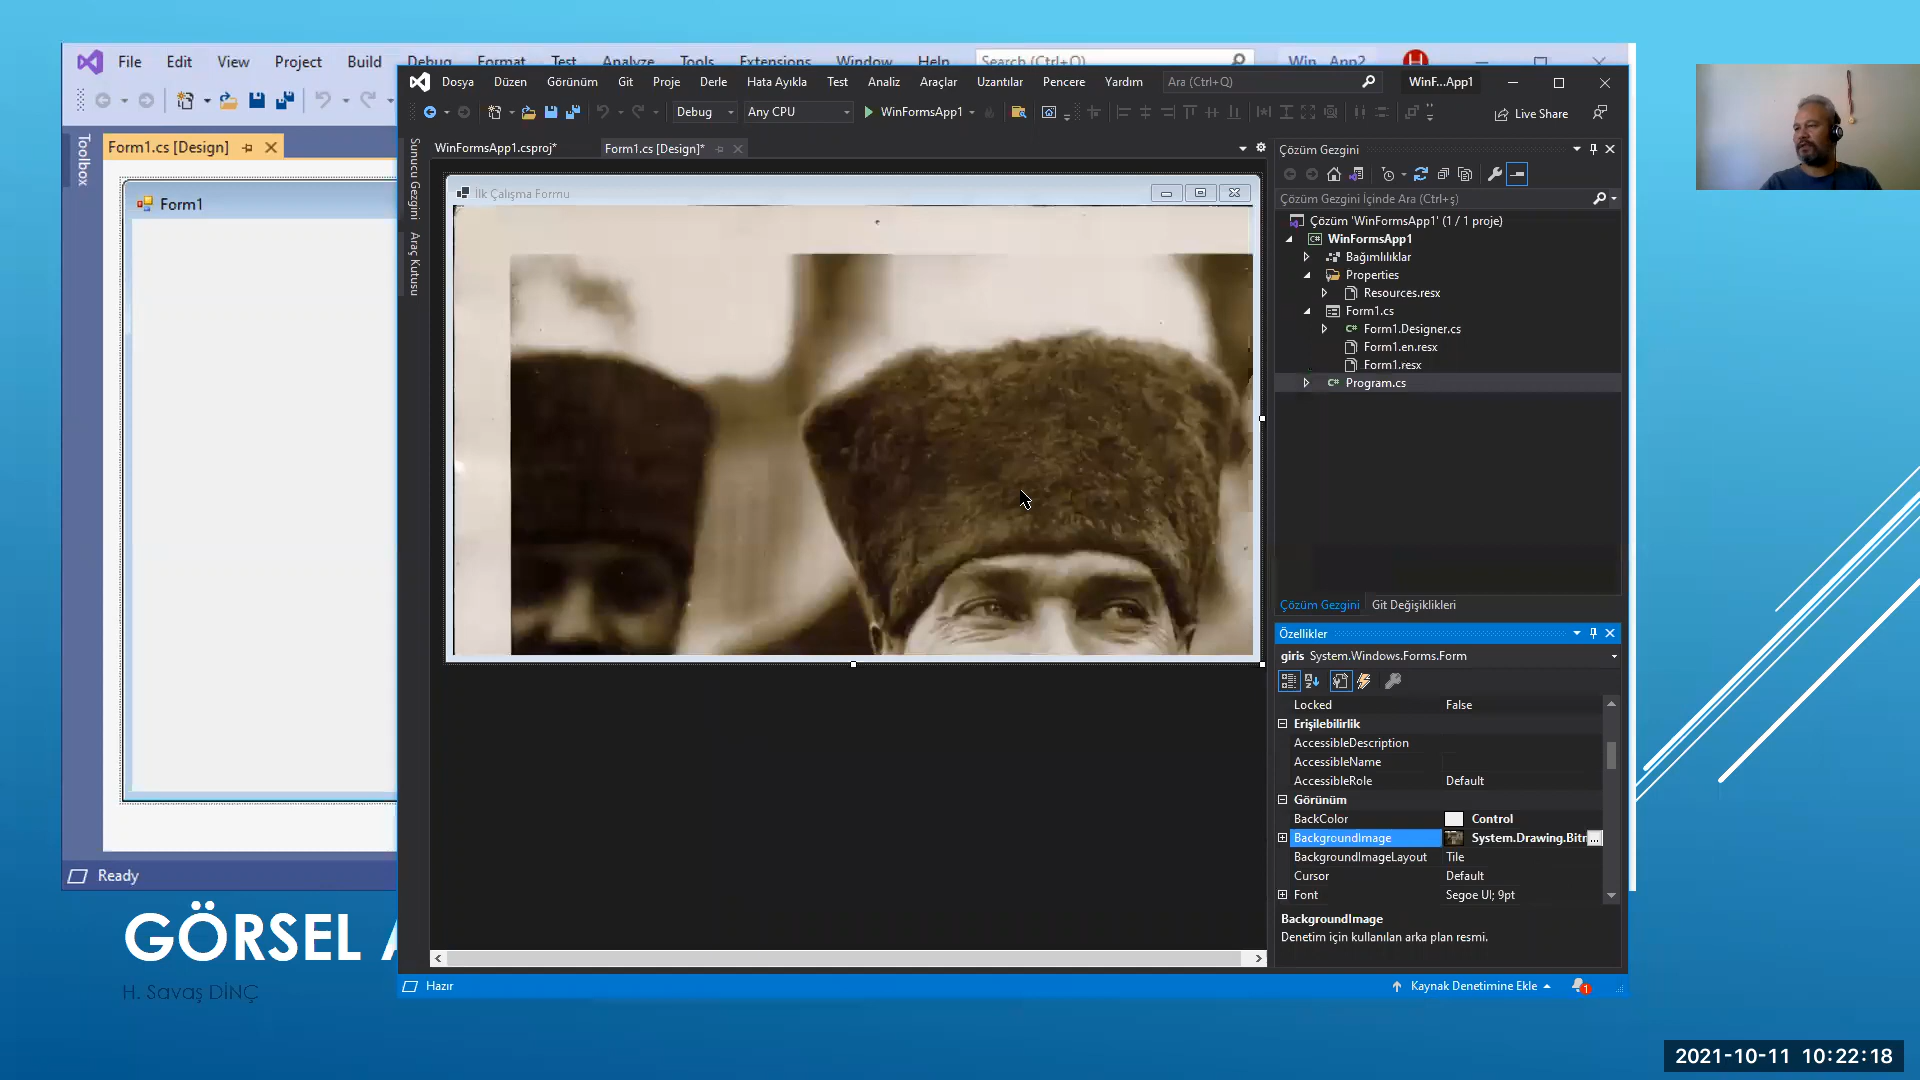 File Edit View Project Build Debug Format Test Analyze Tools Extensions Window Help Search (Ctrl+Q) Win... App2
Dosya Düzen Görünüm Git Proje Derle Hata Ayıkla Test Analiz Araçlar Uzantılar Pencere Yardım Ara (Ctrl+Q) WinF...App1
Debug Any CPU WinFormsApp1 Live Share
Toolbox
Form1.cs [Design]
Form1
Ready
Sunucu Gezgini
Araç Kutusu
WinFormsApp1.csproj* Form1.cs [Design]*
İlk Çalışma Formu
Çözüm Gezgini
Çözüm Gezgini İçinde Ara (Ctrl+ş)
Çözüm 'WinFormsApp1' (1 / 1 proje)
WinFormsApp1
Bağımlılıklar
Properties
Resources.resx
Form1.cs
Form1.Designer.cs
Form1.en.resx
Form1.resx
Program.cs
Çözüm Gezgini Git Değişiklikleri
Özellikler
giris System.Windows.Forms.Form
Locked False
Erişilebilirlik
AccessibleDescription
AccessibleName
AccessibleRole Default
Görünüm
BackColor Control
BackgroundImage System.Drawing.Bitm ...
BackgroundImageLayout Tile
Cursor Default
Font Segoe UI; 9pt
BackgroundImage
Denetim için kullanılan arka plan resmi.
Hazır Kaynak Denetimine Ekle 1
GÖRSEL A
H. Savaş DİNÇ
2021-10-11 10:22:18